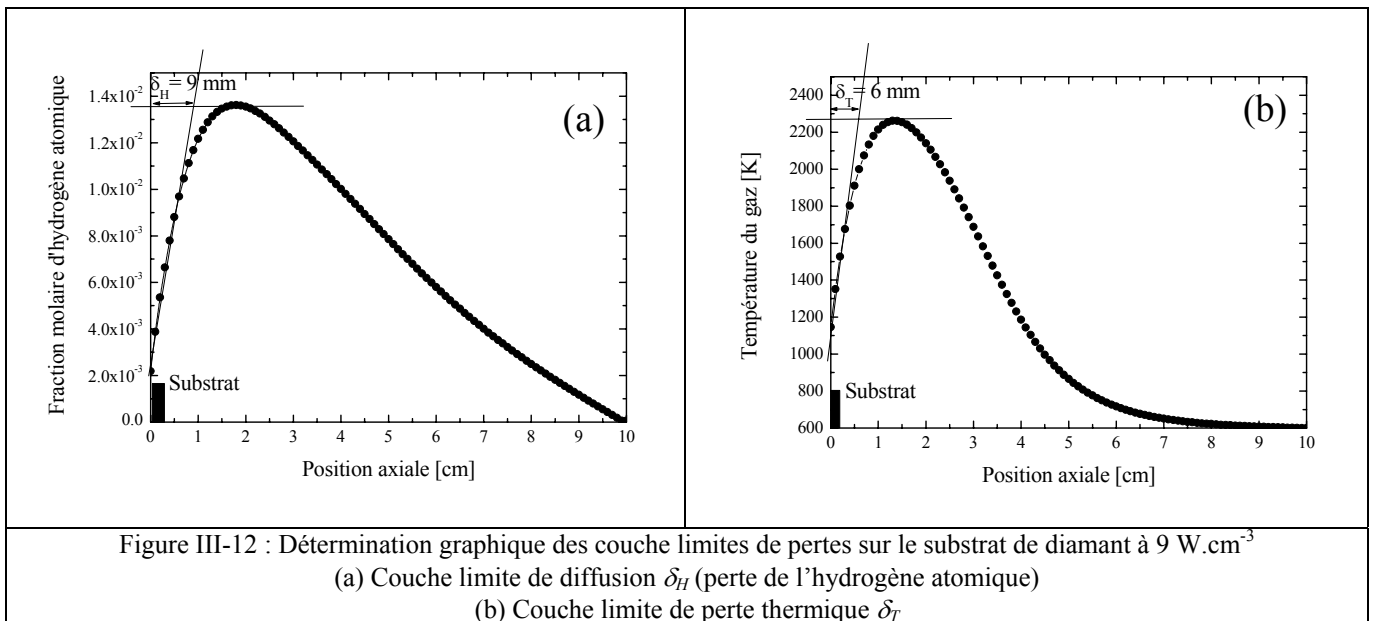 δH = 9 mm
(a)
Fraction molaire d'hydrogène atomique
1.4x10-2
1.2x10-2
1.0x10-2
8.0x10-3
6.0x10-3
4.0x10-3
2.0x10-3
0.0
Substrat
0 1 2 3 4 5 6 7 8 9 10
Position axiale [cm]
δT = 6 mm
(b)
Température du gaz [K]
2400
2200
2000
1800
1600
1400
1200
1000
800
600
Substrat
0 1 2 3 4 5 6 7 8 9 10
Position axiale [cm]
Figure III-12 : Détermination graphique des couche limites de pertes sur le substrat de diamant à 9 W.cm-3
(a) Couche limite de diffusion δH (perte de l'hydrogène atomique)
(b) Couche limite de perte thermique δT